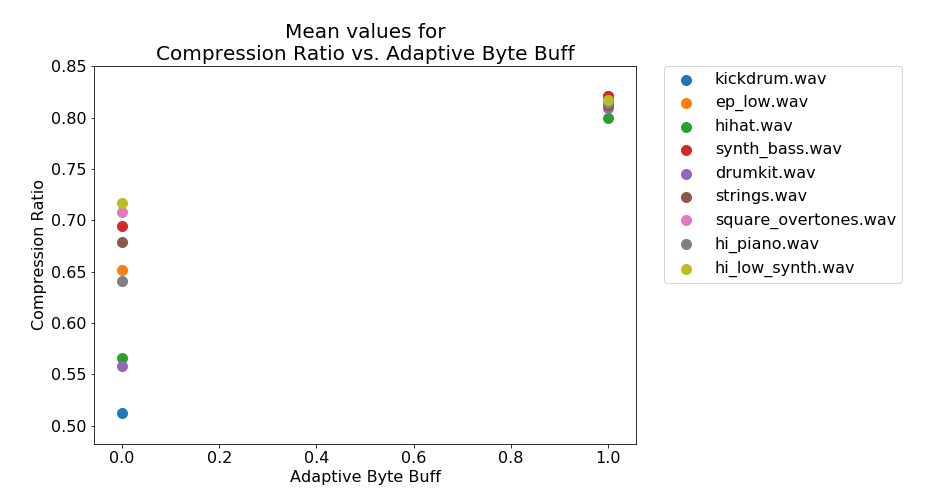 Mean values for
Compression Ratio vs. Adaptive Byte Buff
0.85
0.80
0.75
0.70
0.65
0.60
0.55
0.50
Compression Ratio
0.0 0.2 0.4 0.6 0.8 1.0
Adaptive Byte Buff
kickdrum.wav
ep_low.wav
hihat.wav
synth_bass.wav
drumkit.wav
strings.wav
square_overtones.wav
hi_piano.wav
hi_low_synth.wav